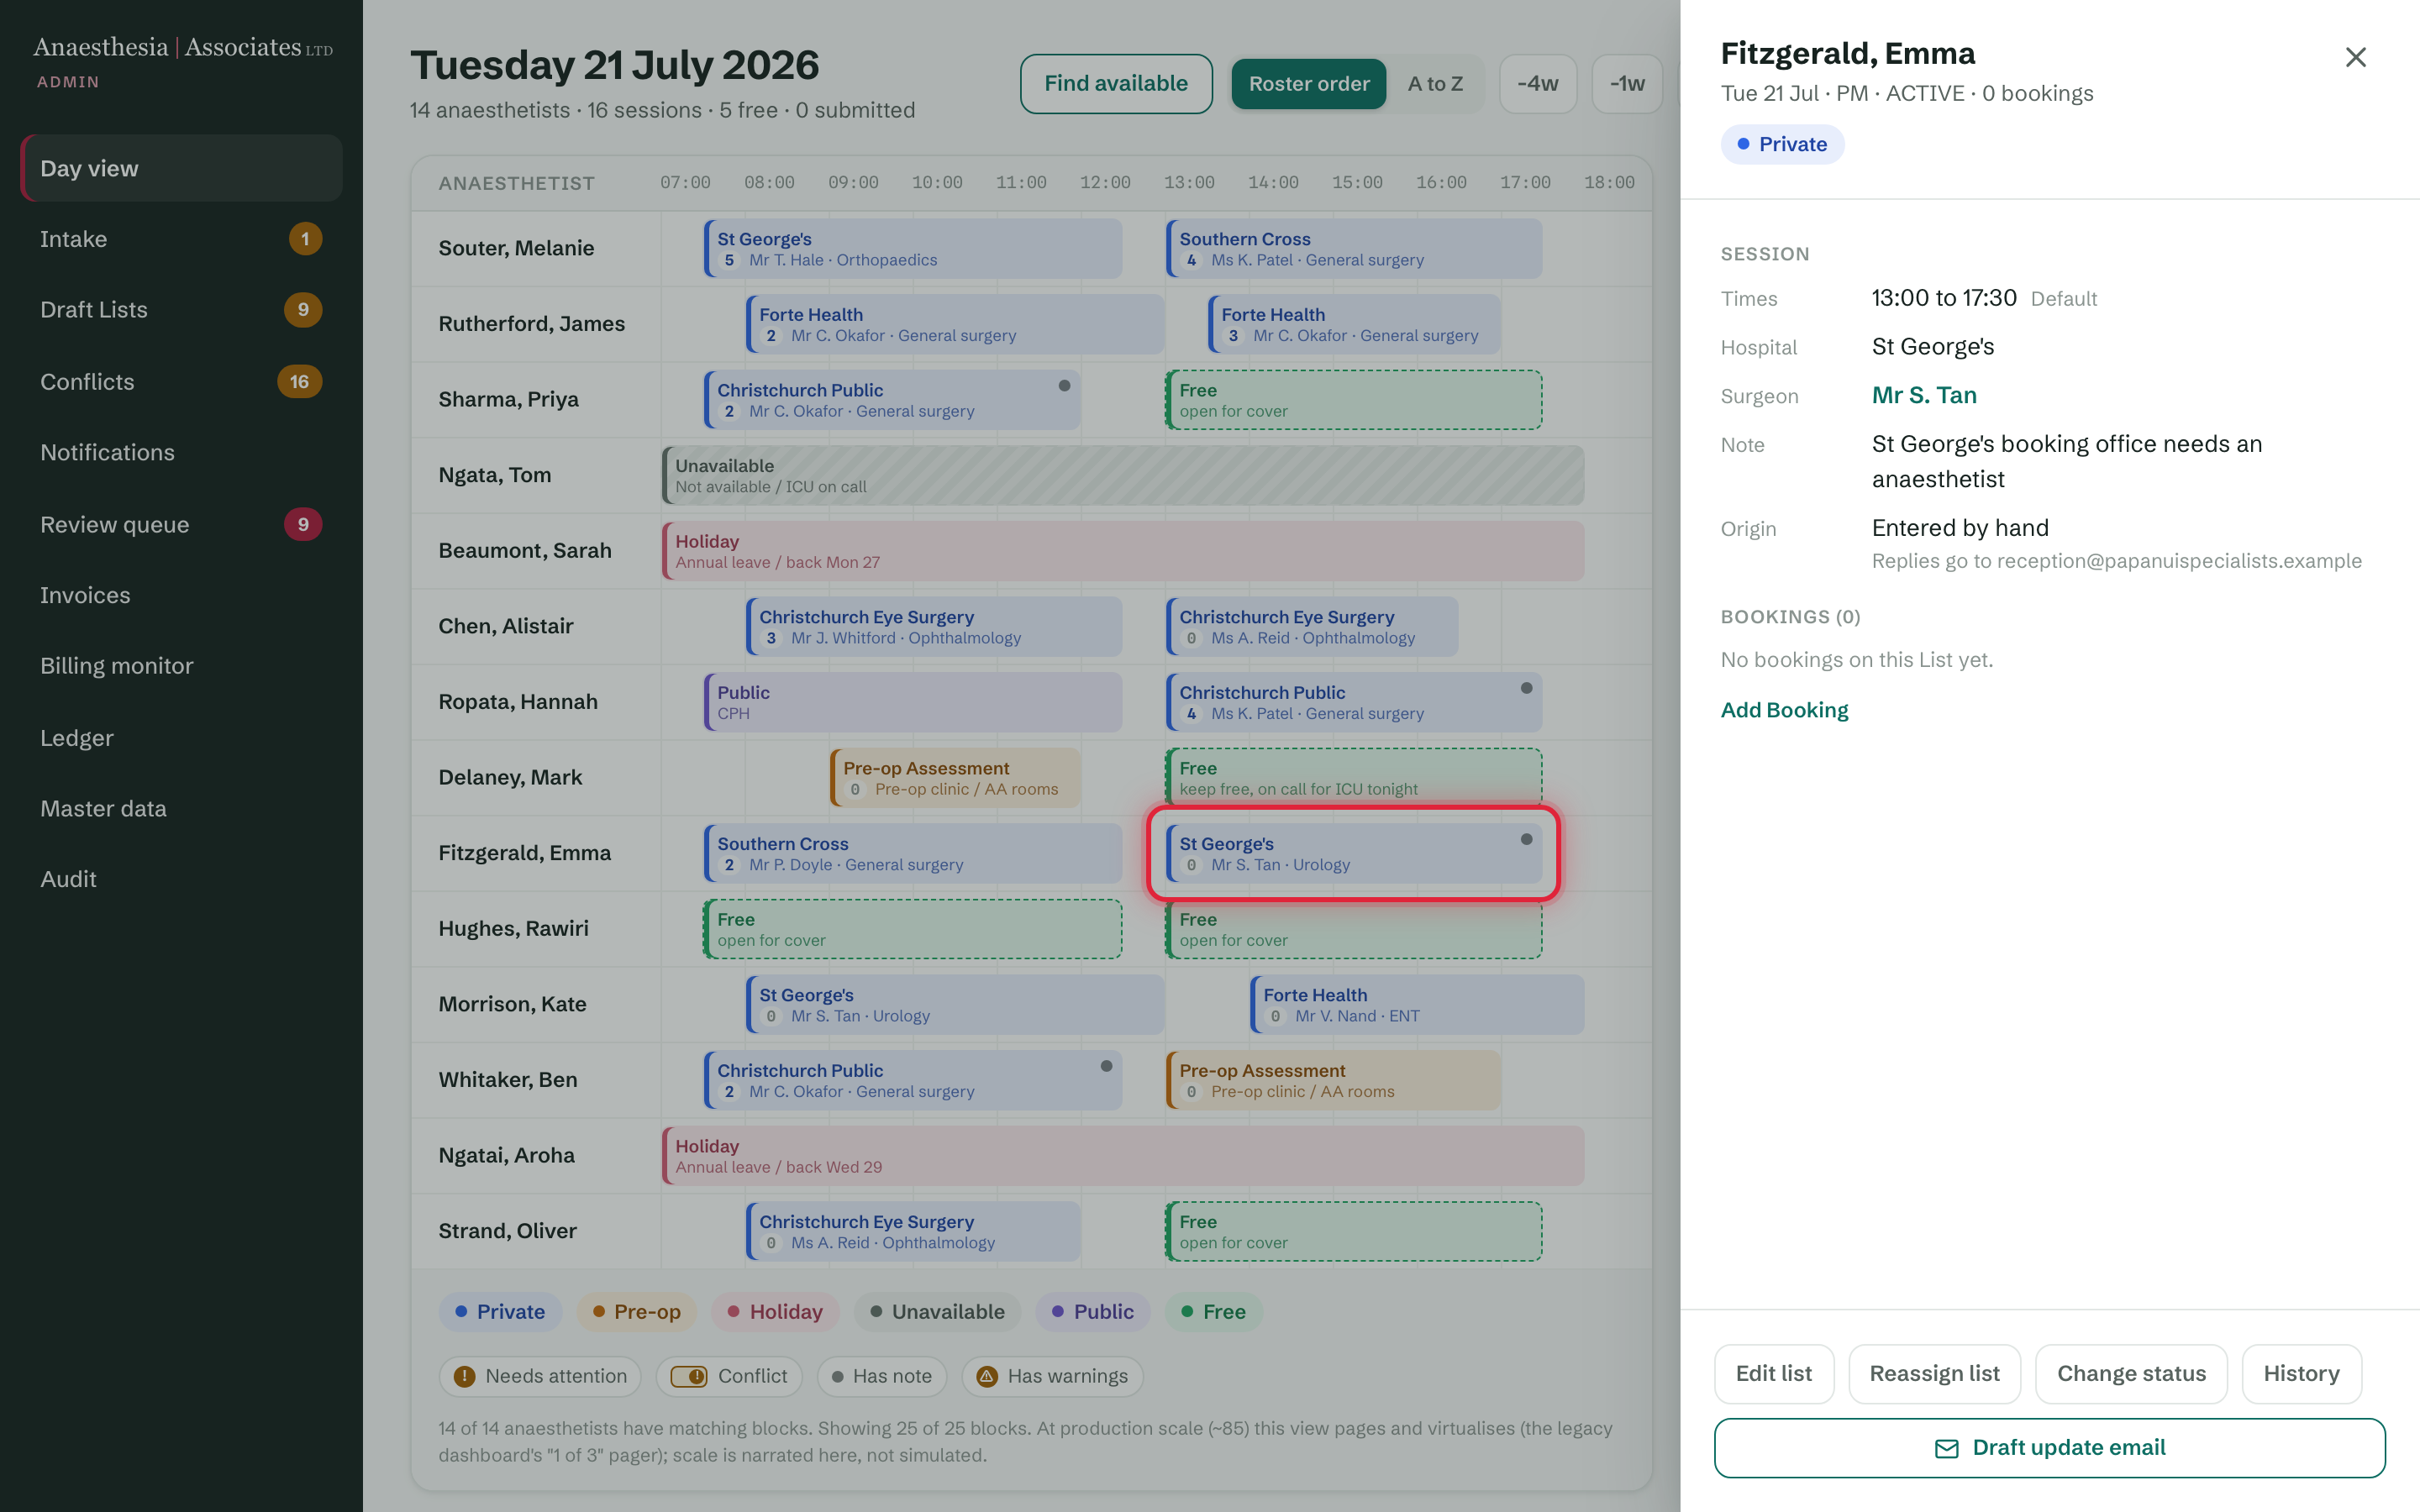 Anaesthesia | Associates LTD
ADMIN
Day view
Intake 1
Draft Lists 9
Conflicts 16
Notifications
Review queue 9
Invoices
Billing monitor
Ledger
Master data
Audit
Tuesday 21 July 2026
14 anaesthetists · 16 sessions · 5 free · 0 submitted
Find available
Roster order
A to Z
-4w
-1w
ANAESTHETIST 07:00 08:00 09:00 10:00 11:00 12:00 13:00 14:00 15:00 16:00 17:00 18:00
Souter, Melanie
St George's
5 Mr T. Hale · Orthopaedics
Southern Cross
4 Ms K. Patel · General surgery
Rutherford, James
Forte Health
2 Mr C. Okafor · General surgery
Forte Health
3 Mr C. Okafor · General surgery
Sharma, Priya
Christchurch Public
2 Mr C. Okafor · General surgery
Free
open for cover
Ngata, Tom
Unavailable
Not available / ICU on call
Beaumont, Sarah
Holiday
Annual leave / back Mon 27
Chen, Alistair
Christchurch Eye Surgery
3 Mr J. Whitford · Ophthalmology
Christchurch Eye Surgery
0 Ms A. Reid · Ophthalmology
Ropata, Hannah
Public
CPH
Christchurch Public
4 Ms K. Patel · General surgery
Delaney, Mark
Pre-op Assessment
0 Pre-op clinic / AA rooms
Free
keep free, on call for ICU tonight
Fitzgerald, Emma
Southern Cross
2 Mr P. Doyle · General surgery
St George's
0 Mr S. Tan · Urology
Hughes, Rawiri
Free
open for cover
Free
open for cover
Morrison, Kate
St George's
0 Mr S. Tan · Urology
Forte Health
0 Mr V. Nand · ENT
Whitaker, Ben
Christchurch Public
2 Mr C. Okafor · General surgery
Pre-op Assessment
0 Pre-op clinic / AA rooms
Ngatai, Aroha
Holiday
Annual leave / back Wed 29
Strand, Oliver
Christchurch Eye Surgery
0 Ms A. Reid · Ophthalmology
Free
open for cover
Private Pre-op Holiday Unavailable Public Free
Needs attention Conflict Has note Has warnings
14 of 14 anaesthetists have matching blocks. Showing 25 of 25 blocks. At production scale (~85) this view pages and virtualises (the legacy
dashboard's "1 of 3" pager); scale is narrated here, not simulated.
Fitzgerald, Emma
Tue 21 Jul · PM · ACTIVE · 0 bookings
Private
SESSION
Times 13:00 to 17:30 Default
Hospital St George's
Surgeon Mr S. Tan
Note St George's booking office needs an
anaesthetist
Origin Entered by hand
Replies go to reception@papanuispecialists.example
BOOKINGS (0)
No bookings on this List yet.
Add Booking
Edit list
Reassign list
Change status
History
Draft update email